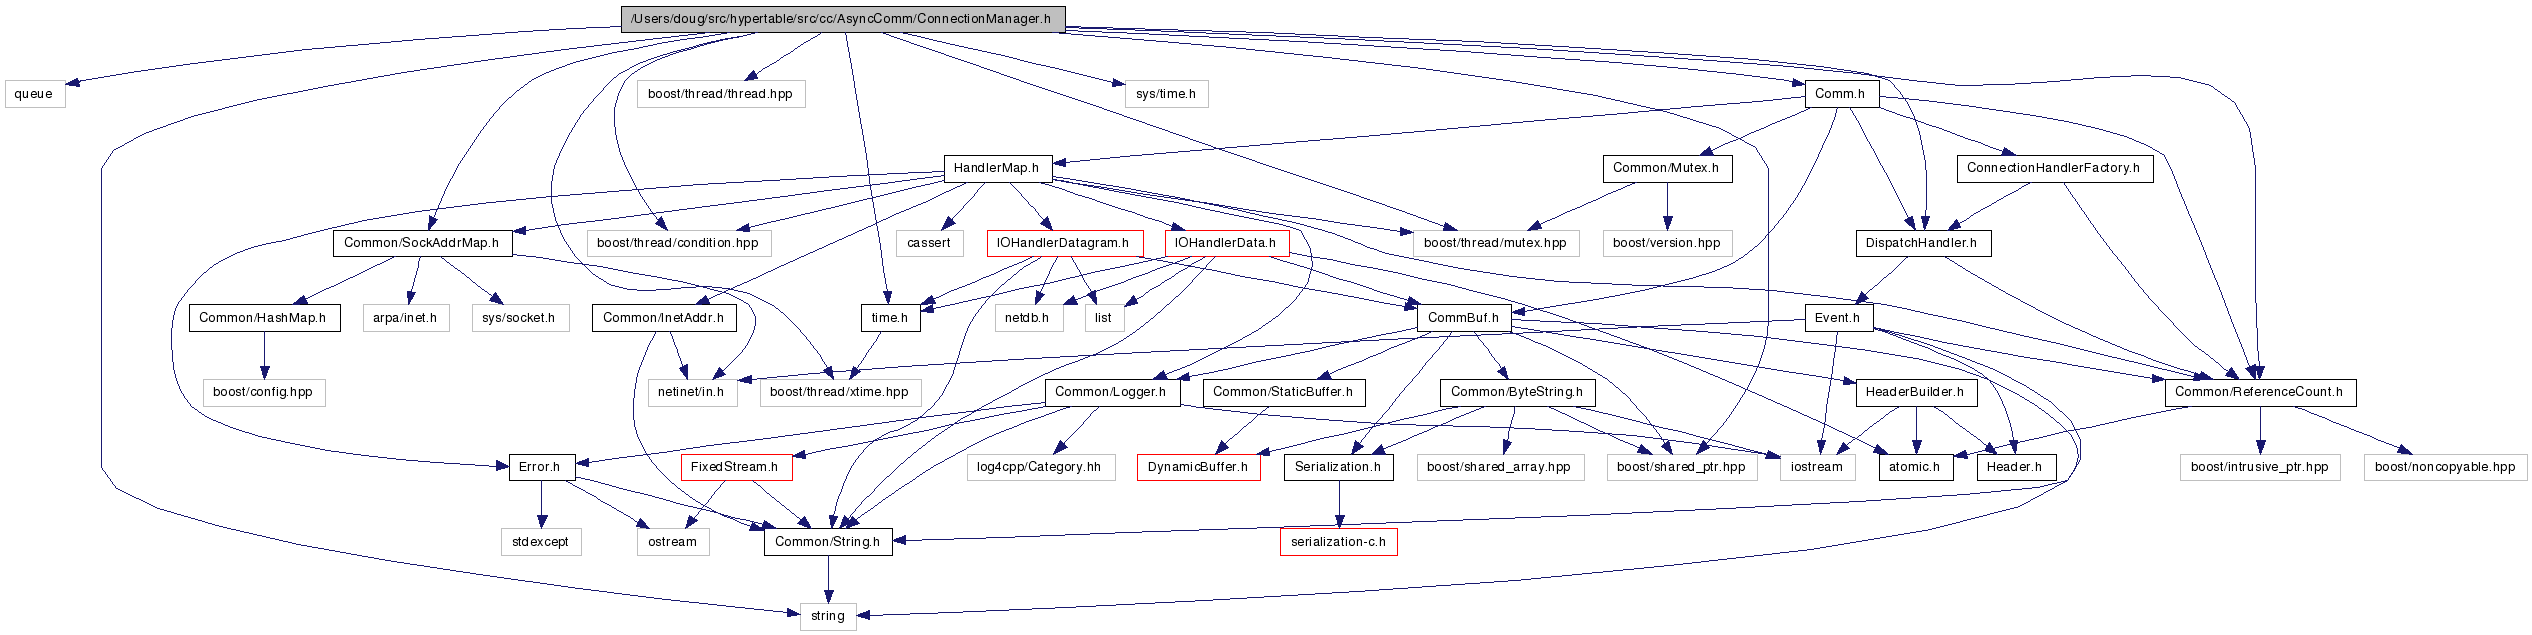 /Users/doug/src/hypertable/src/cc/AsyncComm/ConnectionManager.h
queue
boost/thread/thread.hpp
sys/time.h
Comm.h
HandlerMap.h
Common/Mutex.h
ConnectionHandlerFactory.h
Common/SockAddrMap.h
boost/thread/condition.hpp
cassert
IOHandlerDatagram.h
IOHandlerData.h
boost/thread/mutex.hpp
boost/version.hpp
DispatchHandler.h
Common/HashMap.h
arpa/inet.h
sys/socket.h
Common/InetAddr.h
time.h
netdb.h
list
CommBuf.h
Event.h
boost/config.hpp
netinet/in.h
boost/thread/xtime.hpp
Common/Logger.h
Common/StaticBuffer.h
Common/ByteString.h
HeaderBuilder.h
Common/ReferenceCount.h
Error.h
FixedStream.h
log4cpp/Category.hh
DynamicBuffer.h
Serialization.h
boost/shared_array.hpp
boost/shared_ptr.hpp
iostream
atomic.h
Header.h
boost/intrusive_ptr.hpp
boost/noncopyable.hpp
stdexcept
ostream
Common/String.h
serialization-c.h
string